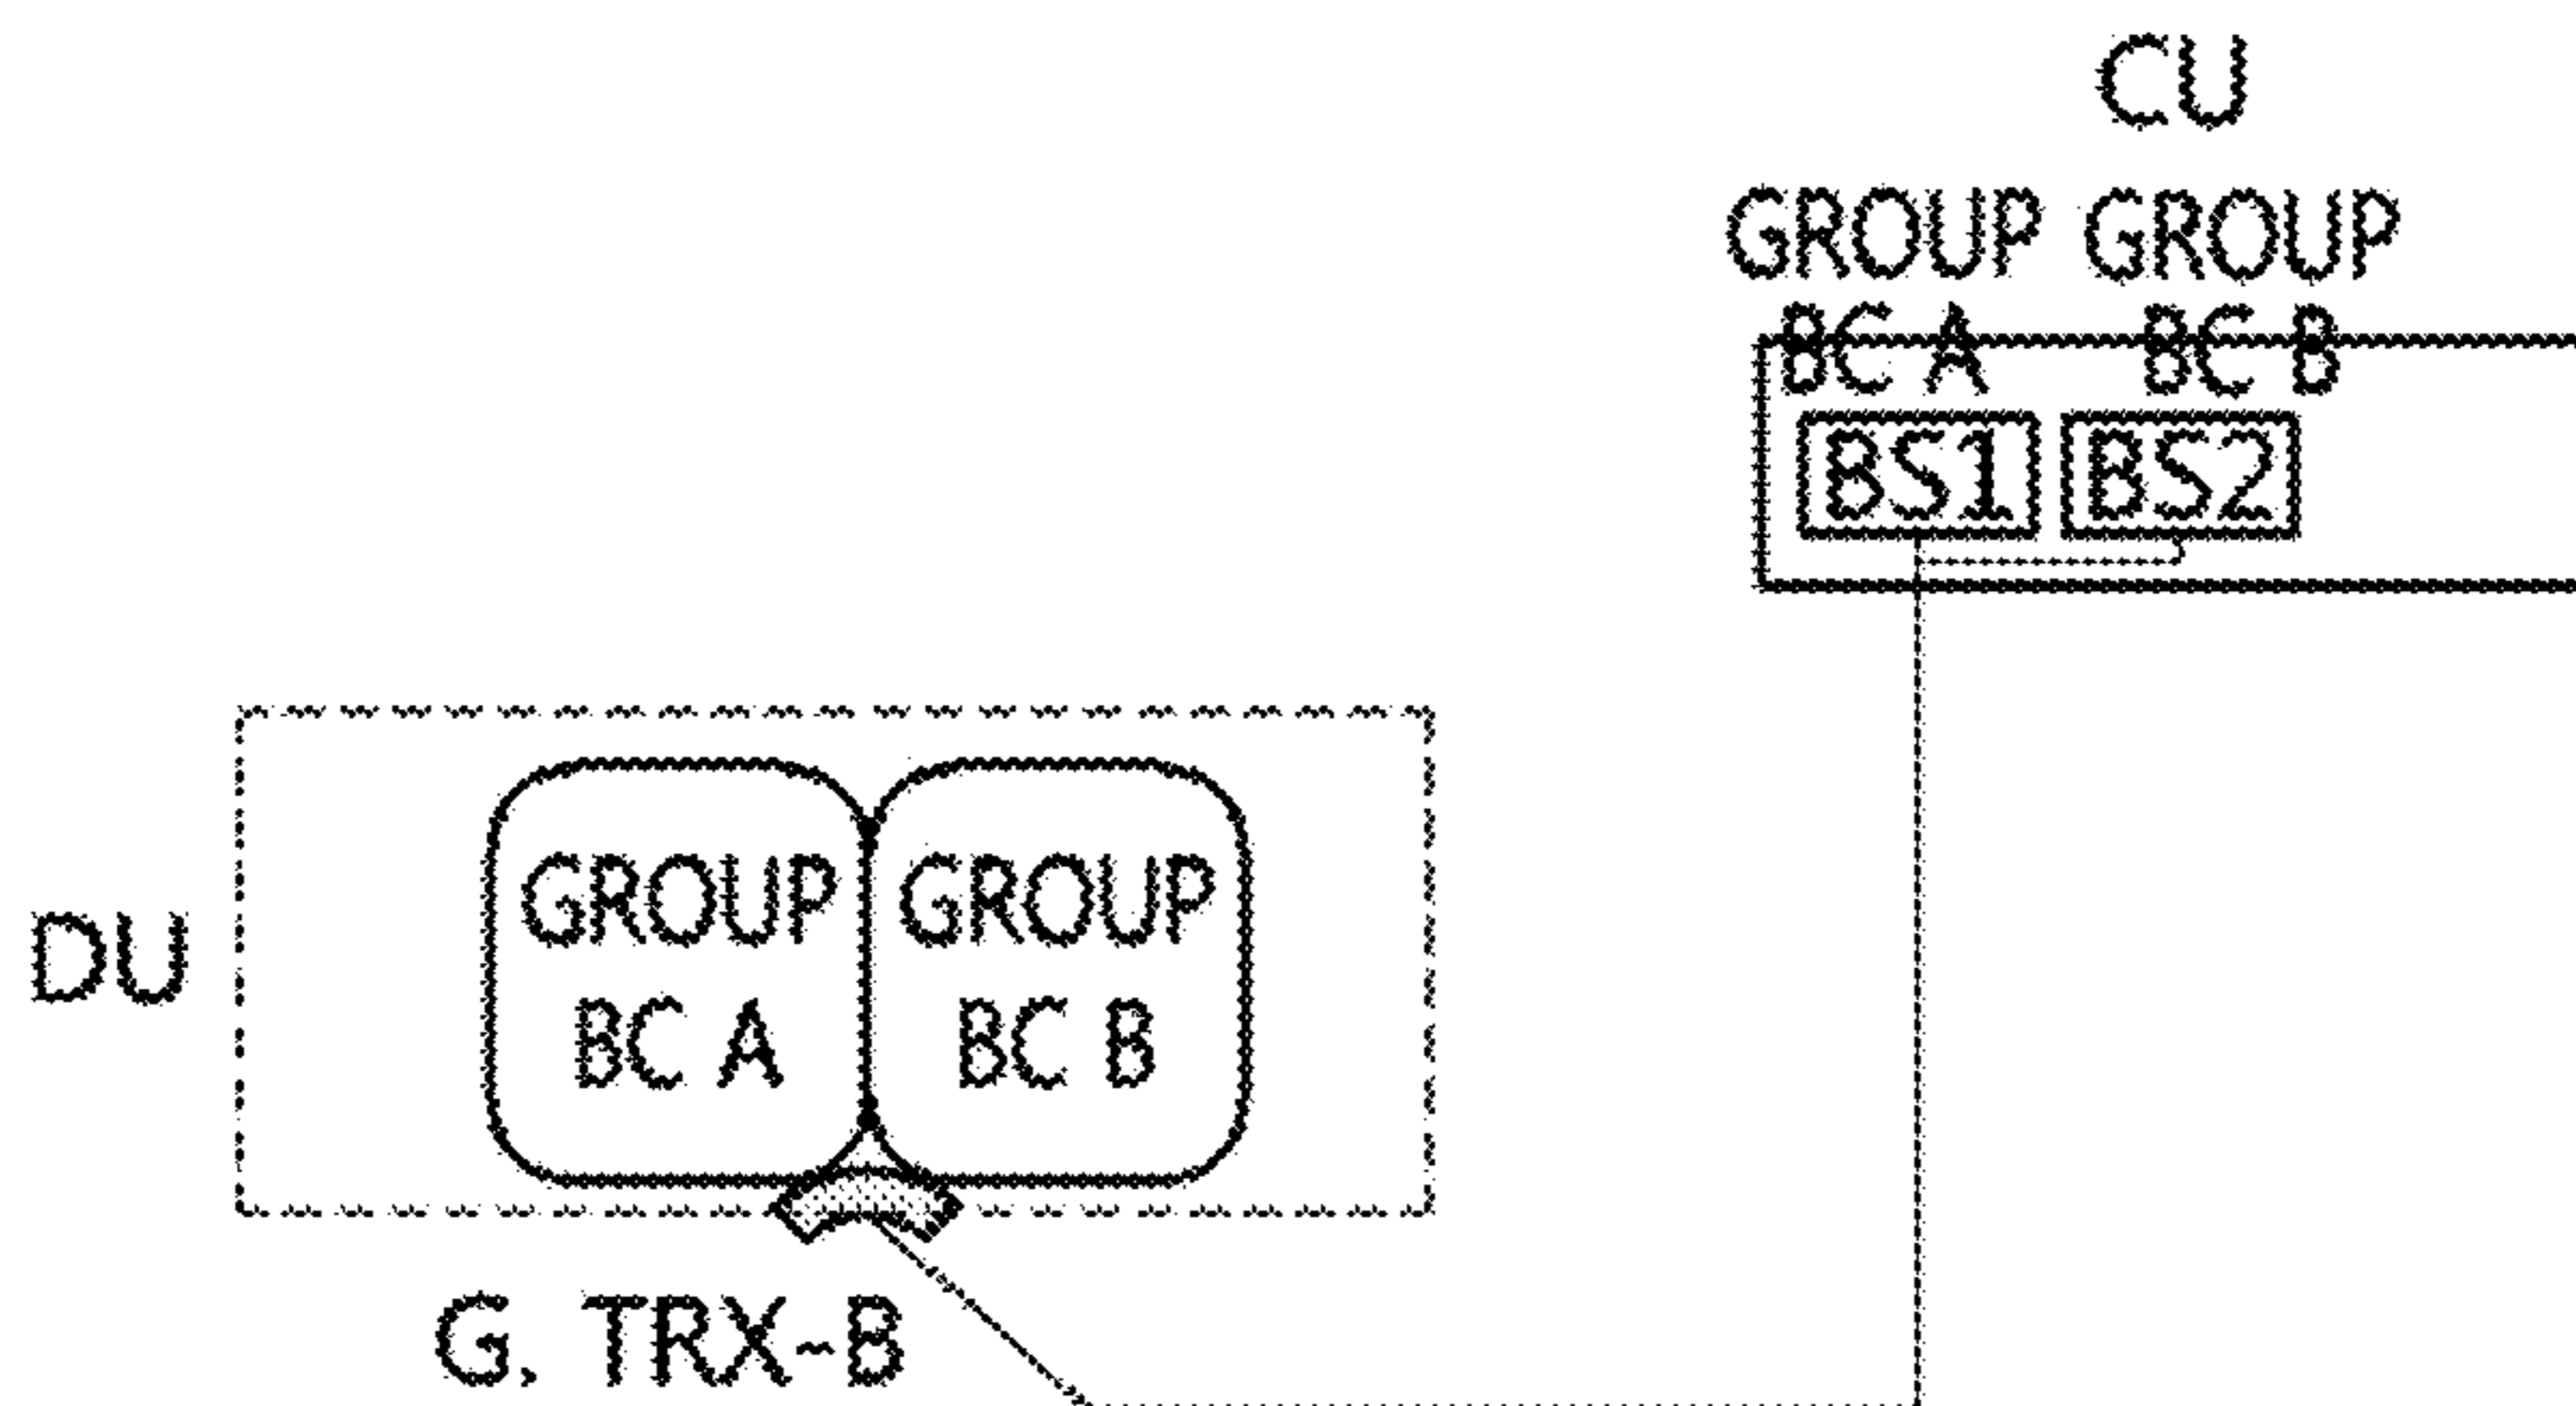 CU
GROUP GROUP
BC A BC B
BS1 BS2
DU
GROUP GROUP
BC A BC B
G. TRX-B